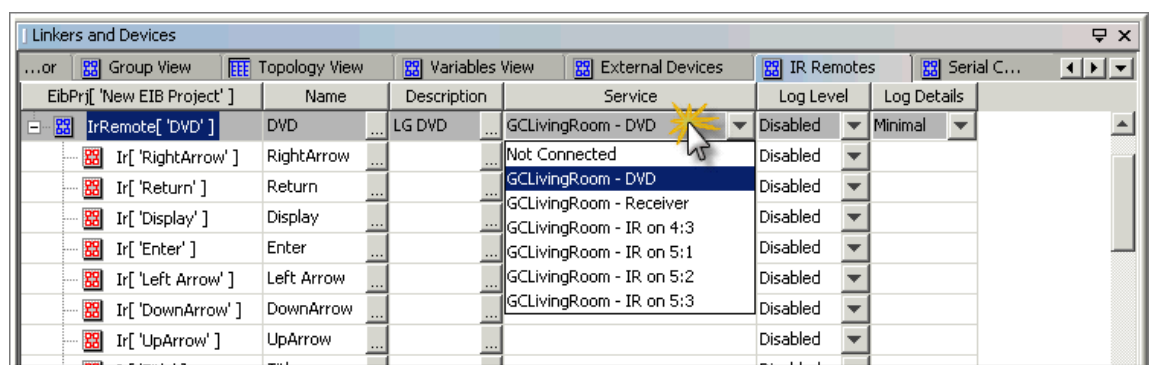 Linkers and Devices
...or Group View Topology View Variables View External Devices IR Remotes Serial C...
EibPrj[ 'New EIB Project' ] Name Description Service Log Level Log Details
IrRemote[ 'DVD' ] DVD ... LG DVD ... GCLivingRoom - DVD Disabled Minimal
Ir[ 'RightArrow' ] RightArrow ... ... Not Connected Disabled
Ir[ 'Return' ] Return ... ... GCLivingRoom - DVD Disabled
Ir[ 'Display' ] Display ... ... GCLivingRoom - Receiver Disabled
GCLivingRoom - IR on 4:3
Ir[ 'Enter' ] Enter ... ... GCLivingRoom - IR on 5:1 Disabled
Ir[ 'Left Arrow' ] Left Arrow ... ... GCLivingRoom - IR on 5:2 Disabled
Ir[ 'DownArrow' ] DownArrow ... ... GCLivingRoom - IR on 5:3 Disabled
Ir[ 'UpArrow' ] UpArrow ... ... Disabled